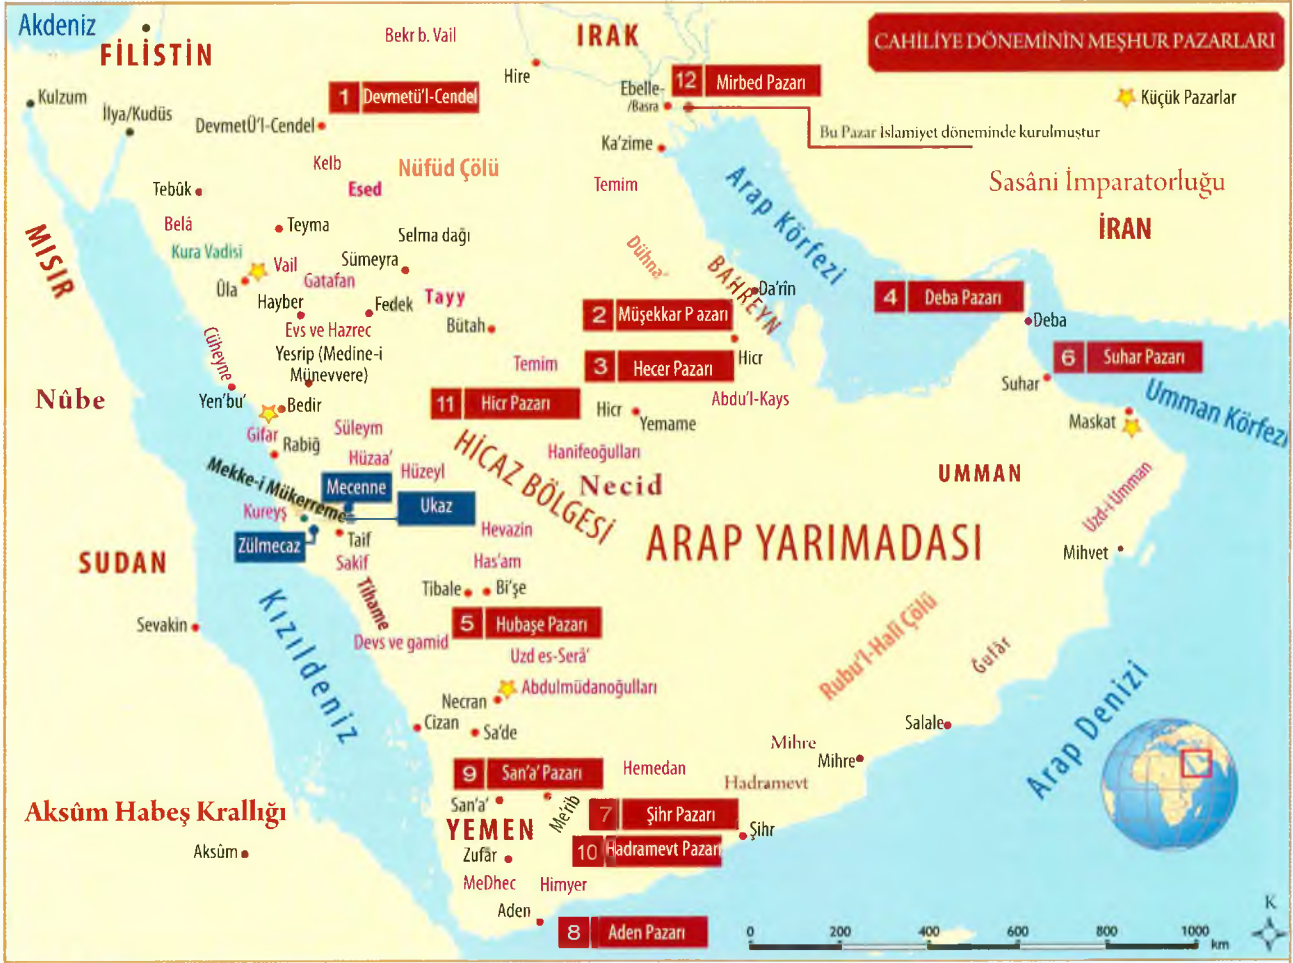 Akdeniz
FİLİSTİN
Bekr b. Vail
IRAK
CAHİLİYE DÖNEMİNİN MEŞHUR PAZARLARI
Küçük Pazarlar
Hire
Ebelle-
/Basra
12 Mirbed Pazarı
Bu Pazar İslamiyet döneminde kurulmuştur
Kulzum
İlya/Kudüs
1 Devmetü'l-Cendel
DevmetÜ'l-Cendel
Ka'zime
Kelb
Nüfüd Çölü
Esed
Temim
Arap Körfezi
Sasâni İmparatorluğu
İRAN
Tebûk
Belâ
Teyma
Kura Vadisi
Selma dağı
MISIR
Vail
Sümeyra
Gatafan
Ûla
Hayber
Fedek
Tayy
Dühna'
BAHREYN
Da'rîn
4 Deba Pazarı
Deba
Evs ve Hazrec
Bütah
2 Müşekkar Pazarı
Hicr
3 Hecer Pazarı
6 Suhar Pazarı
Suhar
Cüheyne
Yesrip (Medine-i
Münevvere)
Temim
Abdu'l-Kays
Umman Körfezi
Nûbe
Yen'bu'
Bedir
11 Hicr Pazarı
Hicr
Yemame
Maskat
Gifar
Rabiğ
Süleym
Hüzaa'
Hüzeyl
HİCAZ BÖLGESİ
Hanifeoğulları
Necid
UMMAN
Mekke-i Mükerreme
Mecenne
Ukaz
Kureyş
Zülmecaz
Taif
Sakif
Hevazin
ARAP YARIMADASI
Uzd-i Umman
Mihvet
SUDAN
Has'am
Tihame
Tibale
Bî'şe
Sevakin
Kızıldeniz
5 Hubaşe Pazarı
Devs ve gamid
Uzd es-Serâ'
Rubu'l-Hali Çölü
Gufâr
Necran
Abdulmüdanoğulları
Cizan
Sa'de
Salale
Arap Denizi
Mihre
Mihre
9 San'a' Pazarı
Hemedan
Hadramevt
San'a'
Me'rib
7 Şihr Pazarı
Şihr
Aksûm Habeş Krallığı
YEMEN
10 Hadramevt Pazarı
Aksûm
Zufâr
MeDhec
Himyer
Aden
8 Aden Pazarı
K
0 200 400 600 800 1000
km